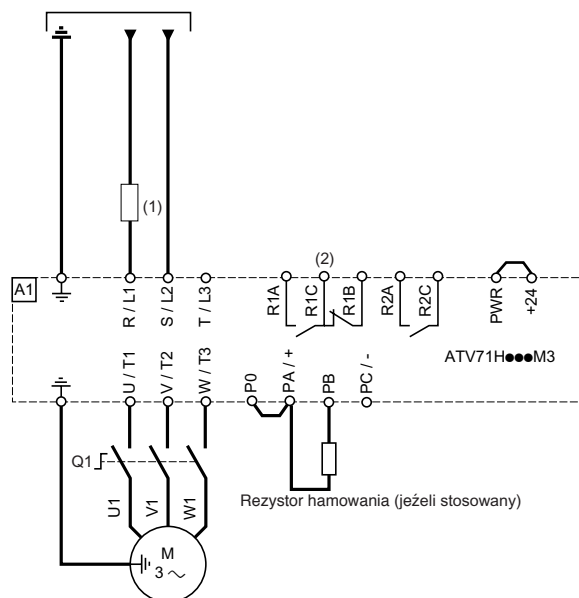 (1)
(2)
A1
R / L1
S / L2
T / L3
R1A
R1C
R1B
R2A
R2C
PWR
+24
ATV71H●●●M3
U / T1
V / T2
W / T3
P0
PA / +
PB
PC / -
Q1
U1
V1
W1
Rezystor hamowania (jeżeli stosowany)
M
3 ~